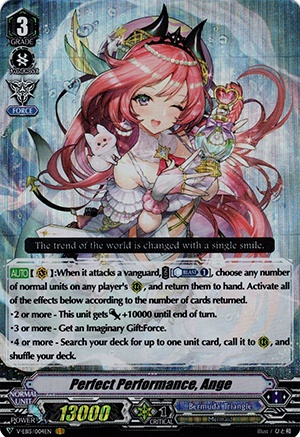 3
GRADE
FORCE
The trend of the world is changed with a single smile.
AUTO [ ]:When it attacks a vanguard, [ BLAST 1], choose any number
of normal units on any player's , and return them to hand. Activate all
of the effects below according to the number of cards returned.
-2 or more - This unit gets +10000 until end of turn.
-3 or more - Get an Imaginary Gift:Force.
-4 or more - Search your deck for up to one unit card, call it to , and
shuffle the deck.
NORMAL UNIT
Perfect Performance, Ange
POWER
13000
1
CRITICAL
Bermuda Triangle
Mermaid
V-EB15/004EN